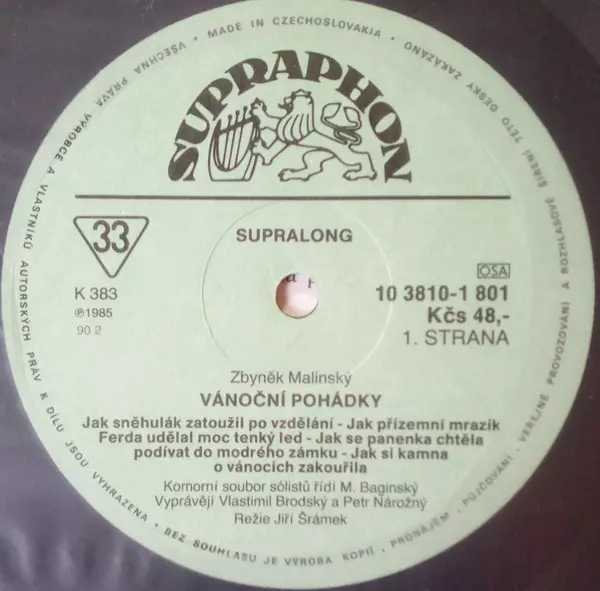 VŠECHNA PRÁVA VÝROBCE A VLASTNÍKŮ AUTORSKÝCH PRÁV K DÍLU JSOU VYHRAZENA • BEZ SOUHLASU JE VÝROBA KOPIÍ • PRONÁJEM • PŮJČOVÁNÍ • VEŘEJNÉ PROVOZOVÁNÍ A ROZHLASOVÉ ŠÍŘENÍ TÉTO DESKY ZAKÁZÁNO • MADE IN CZECHOSLOVAKIA •
SUPRAPHON
33
SUPRALONG
K 383
℗1985
90 2
OSA
10 3810-1 801
Kčs 48,-
1. STRANA
Zbyněk Malinský
VÁNOČNÍ POHÁDKY
Jak sněhulák zatoužil po vzdělání - Jak přízemní mrazík
Ferda udělal moc tenký led - Jak se panenka chtěla
podívat do modrého zámku - Jak si kamna
o vánocích zakouřila
Komorní soubor sólistů řídí M. Baginský
Vyprávějí Vlastimil Brodský a Petr Nárožný
Režie Jiří Šrámek